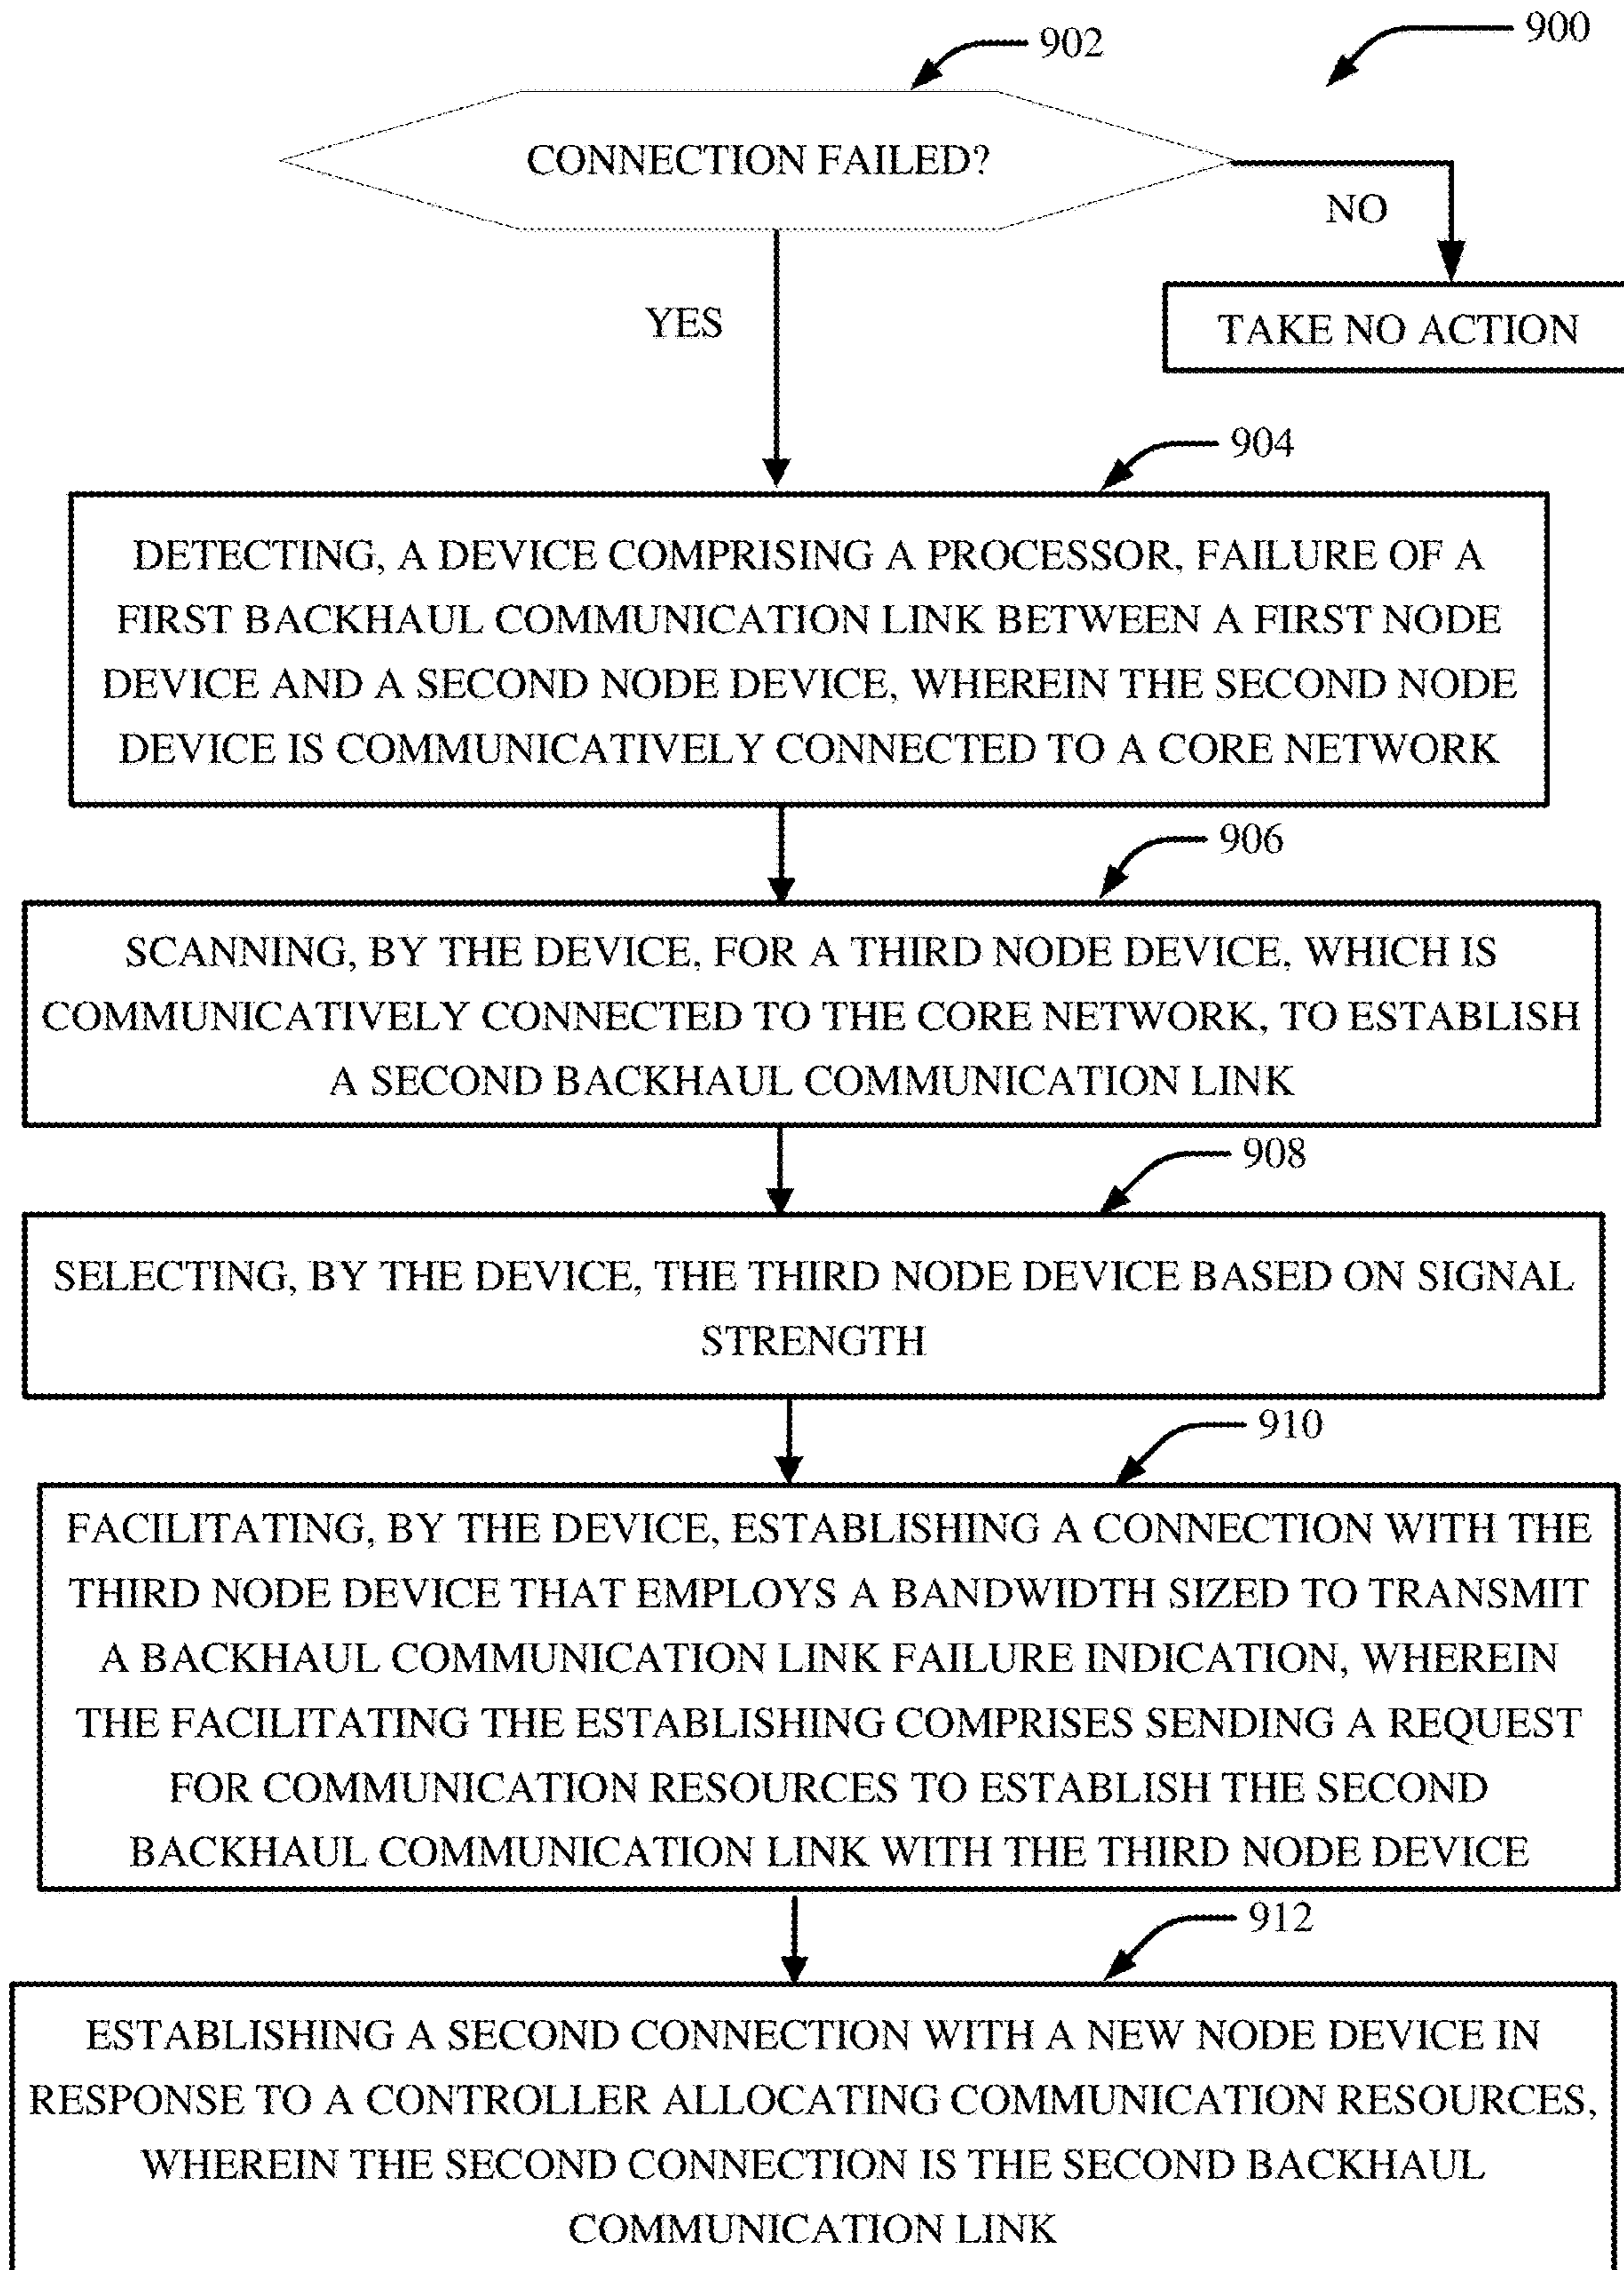 900
902
CONNECTION FAILED?
NO
YES
TAKE NO ACTION
904
DETECTING, A DEVICE COMPRISING A PROCESSOR, FAILURE OF A
FIRST BACKHAUL COMMUNICATION LINK BETWEEN A FIRST NODE
DEVICE AND A SECOND NODE DEVICE, WHEREIN THE SECOND NODE
DEVICE IS COMMUNICATIVELY CONNECTED TO A CORE NETWORK
906
SCANNING, BY THE DEVICE, FOR A THIRD NODE DEVICE, WHICH IS
COMMUNICATIVELY CONNECTED TO THE CORE NETWORK, TO ESTABLISH
A SECOND BACKHAUL COMMUNICATION LINK
908
SELECTING, BY THE DEVICE, THE THIRD NODE DEVICE BASED ON SIGNAL
STRENGTH
910
FACILITATING, BY THE DEVICE, ESTABLISHING A CONNECTION WITH THE
THIRD NODE DEVICE THAT EMPLOYS A BANDWIDTH SIZED TO TRANSMIT
A BACKHAUL COMMUNICATION LINK FAILURE INDICATION, WHEREIN
THE FACILITATING THE ESTABLISHING COMPRISES SENDING A REQUEST
FOR COMMUNICATION RESOURCES TO ESTABLISH THE SECOND
BACKHAUL COMMUNICATION LINK WITH THE THIRD NODE DEVICE
912
ESTABLISHING A SECOND CONNECTION WITH A NEW NODE DEVICE IN
RESPONSE TO A CONTROLLER ALLOCATING COMMUNICATION RESOURCES,
WHEREIN THE SECOND CONNECTION IS THE SECOND BACKHAUL
COMMUNICATION LINK